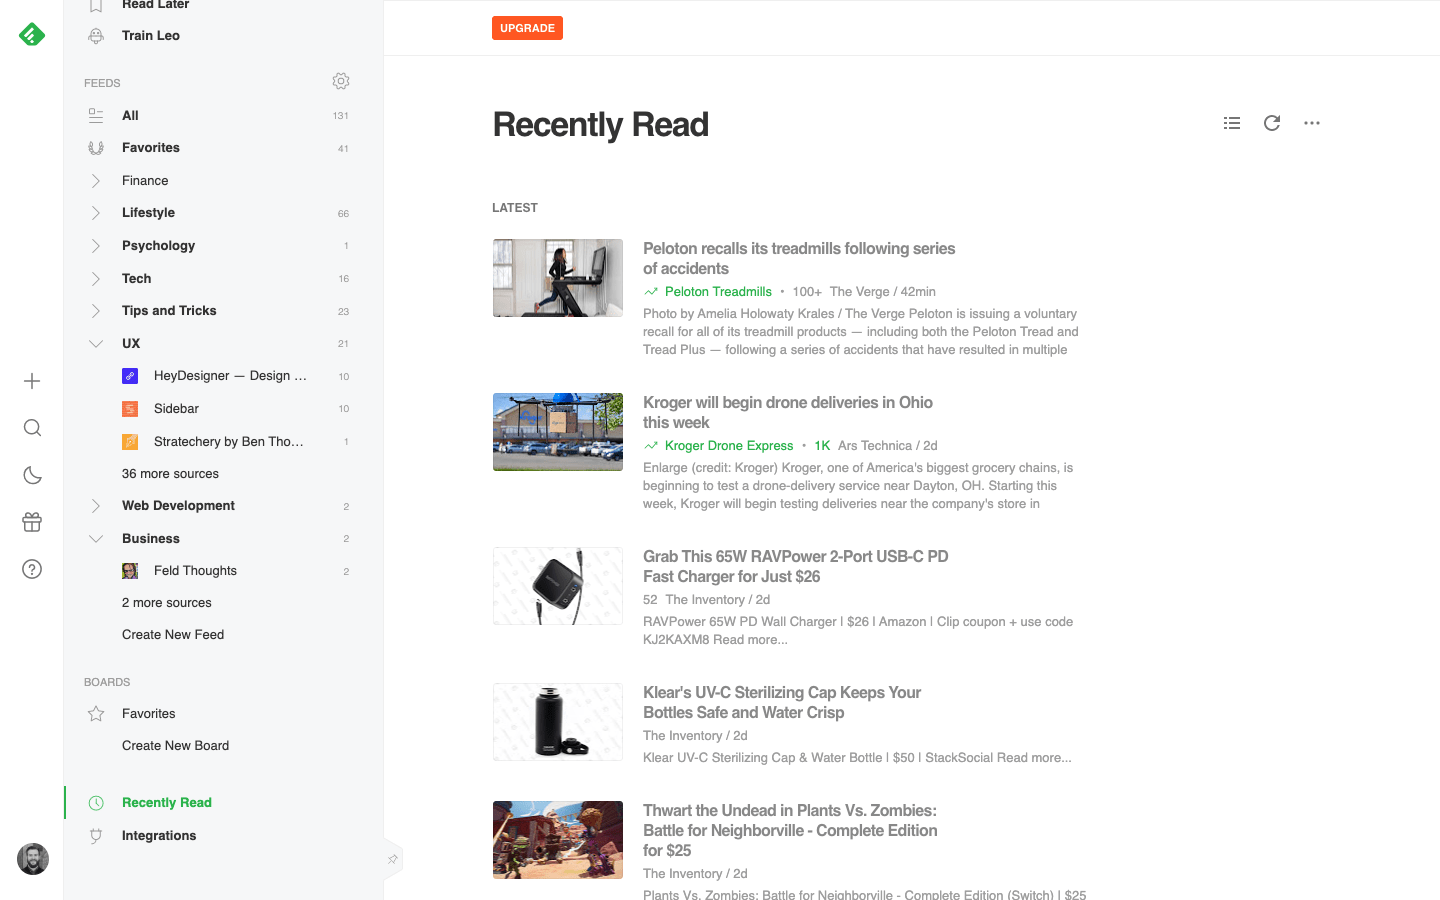 Read Later
Train Leo
FEEDS
All 131
Favorites 41
Finance
Lifestyle 66
Psychology 1
Tech 16
Tips and Tricks 23
UX 21
HeyDesigner — Design ... 10
Sidebar 10
Stratechery by Ben Tho... 1
36 more sources
Web Development 2
Business 2
Feld Thoughts 2
2 more sources
Create New Feed
BOARDS
Favorites
Create New Board
Recently Read
Integrations
UPGRADE
Recently Read
LATEST
Peloton recalls its treadmills following series
of accidents
Peloton Treadmills • 100+ The Verge / 42min
Photo by Amelia Holowaty Krales / The Verge Peloton is issuing a voluntary
recall for all of its treadmill products — including both the Peloton Tread and
Tread Plus — following a series of accidents that have resulted in multiple
Kroger will begin drone deliveries in Ohio
this week
Kroger Drone Express • 1K Ars Technica / 2d
Enlarge (credit: Kroger) Kroger, one of America's biggest grocery chains, is
beginning to test a drone-delivery service near Dayton, OH. Starting this
week, Kroger will begin testing deliveries near the company's store in
Grab This 65W RAVPower 2-Port USB-C PD
Fast Charger for Just $26
52 The Inventory / 2d
RAVPower 65W PD Wall Charger | $26 | Amazon | Clip coupon + use code
KJ2KAXM8 Read more...
Klear's UV-C Sterilizing Cap Keeps Your
Bottles Safe and Water Crisp
The Inventory / 2d
Klear UV-C Sterilizing Cap & Water Bottle | $50 | StackSocial Read more...
Thwart the Undead in Plants Vs. Zombies:
Battle for Neighborville - Complete Edition
for $25
The Inventory / 2d
Plants Vs. Zombies: Battle for Neighborville - Complete Edition (Switch) | $25